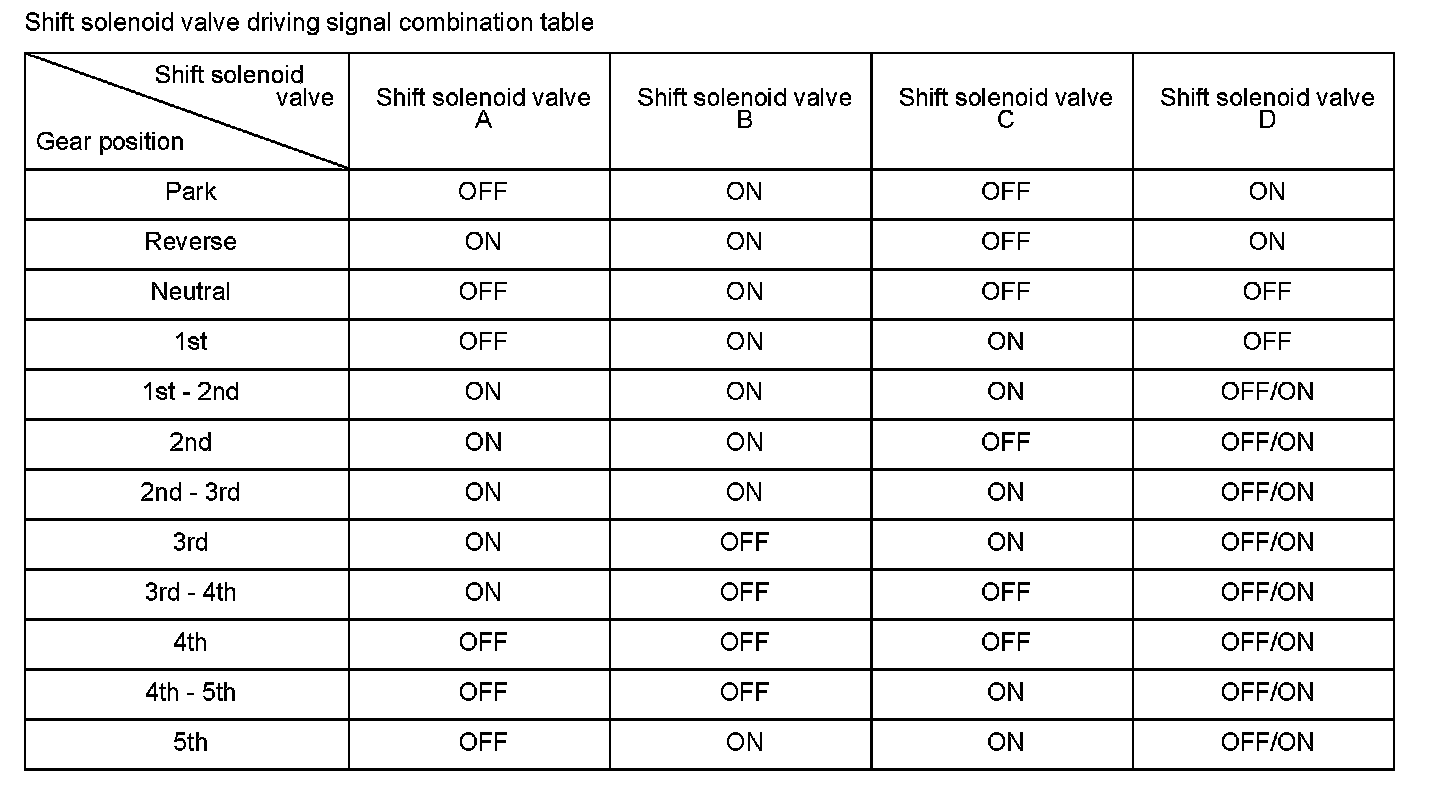 Shift solenoid valve driving signal combination table
Shift solenoid
valve
Gear position
Shift solenoid valve
A
Shift solenoid valve
B
Shift solenoid valve
C
Shift solenoid valve
D
Park OFF ON OFF ON
Reverse ON ON OFF ON
Neutral OFF ON OFF OFF
1st OFF ON ON OFF
1st - 2nd ON ON ON OFF/ON
2nd ON ON OFF OFF/ON
2nd - 3rd ON ON ON OFF/ON
3rd ON OFF ON OFF/ON
3rd - 4th ON OFF OFF OFF/ON
4th OFF OFF OFF OFF/ON
4th - 5th OFF OFF ON OFF/ON
5th OFF ON ON OFF/ON